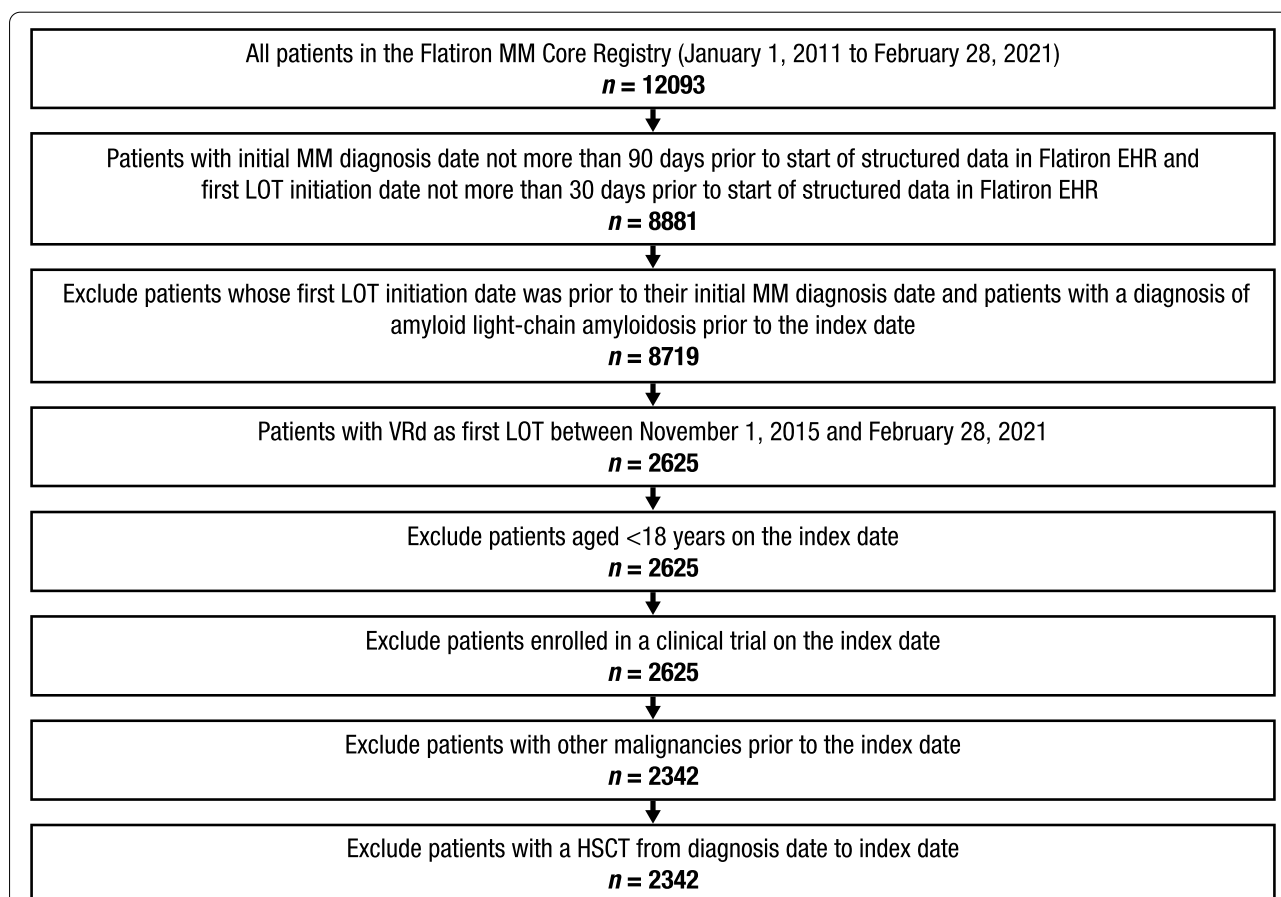 All patients in the Flatiron MM Core Registry (January 1, 2011 to February 28, 2021)
n = 12093
Patients with initial MM diagnosis date not more than 90 days prior to start of structured data in Flatiron EHR and
first LOT initiation date not more than 30 days prior to start of structured data in Flatiron EHR
n = 8881
Exclude patients whose first LOT initiation date was prior to their initial MM diagnosis date and patients with a diagnosis of
amyloid light-chain amyloidosis prior to the index date
n = 8719
Patients with VRd as first LOT between November 1, 2015 and February 28, 2021
n = 2625
Exclude patients aged <18 years on the index date
n = 2625
Exclude patients enrolled in a clinical trial on the index date
n = 2625
Exclude patients with other malignancies prior to the index date
n = 2342
Exclude patients with a HSCT from diagnosis date to index date
n = 2342